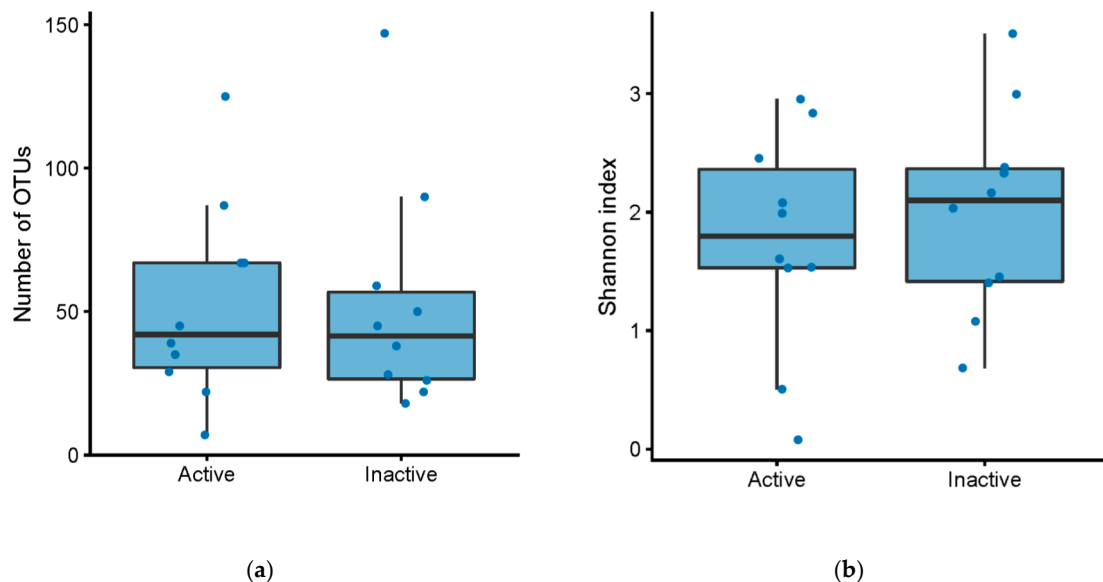 Number of OTUs
150
100
50
0
Active Inactive
(a)
Shannon index
3
2
1
0
Active Inactive
(b)